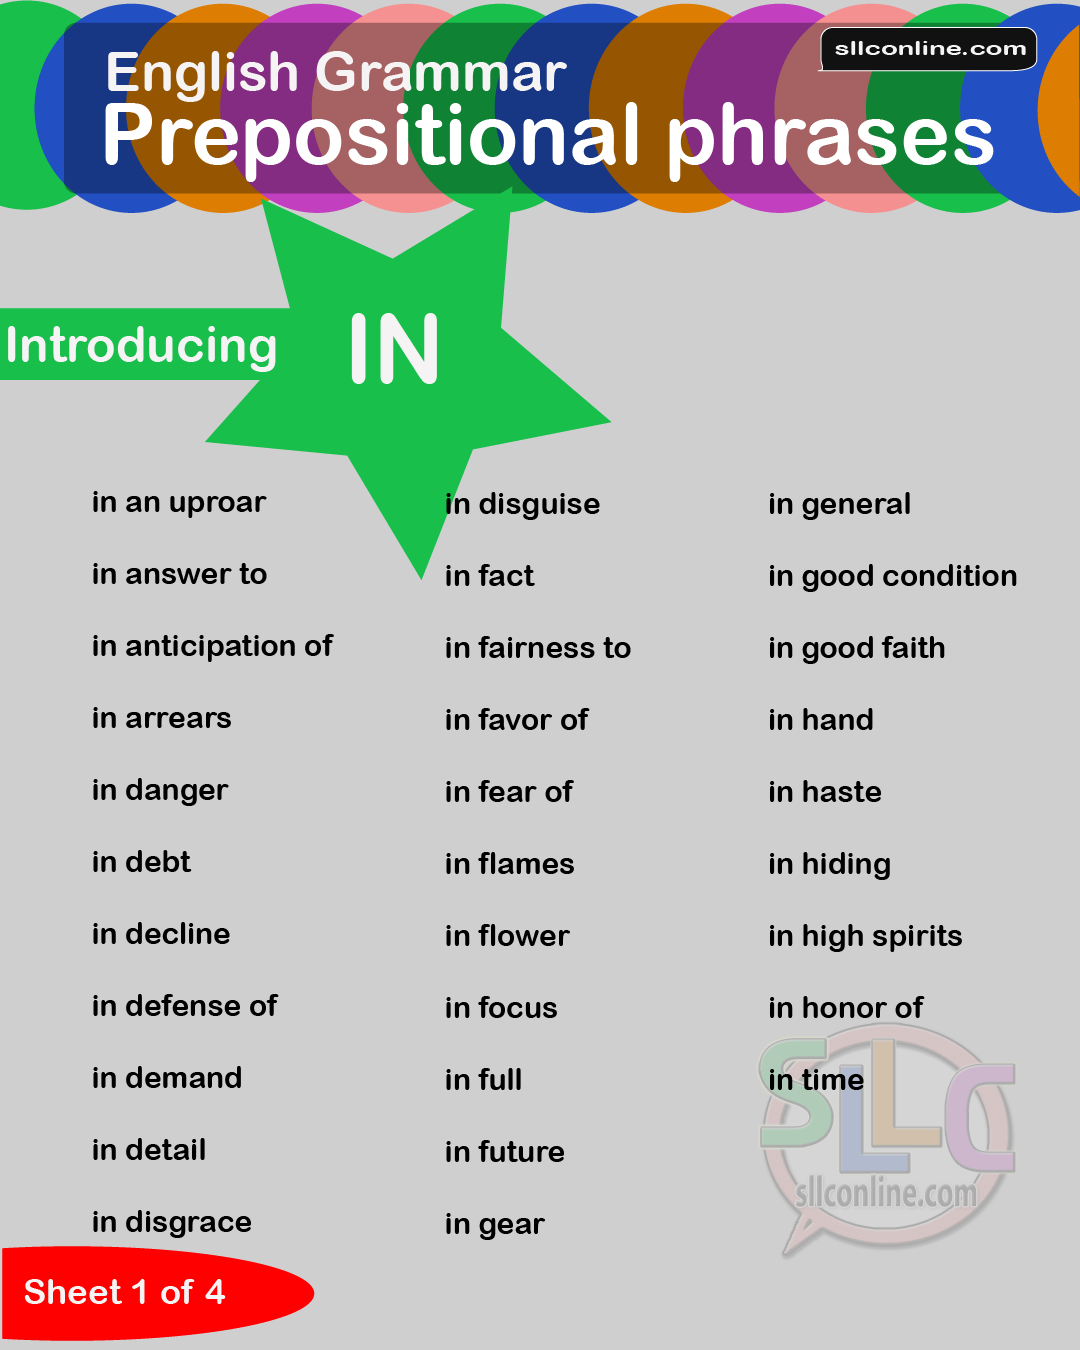 sllconline.com
English Grammar
Prepositional phrases
Introducing
IN
in an uproar
in answer to
in anticipation of
in arrears
in danger
in debt
in decline
in defense of
in demand
in detail
in disgrace
in disguise
in fact
in fairness to
in favor of
in fear of
in flames
in flower
in focus
in full
in future
in gear
in general
in good condition
in good faith
in hand
in haste
in hiding
in high spirits
in honor of
in time
SLLC
sllconline.com
Sheet 1 of 4